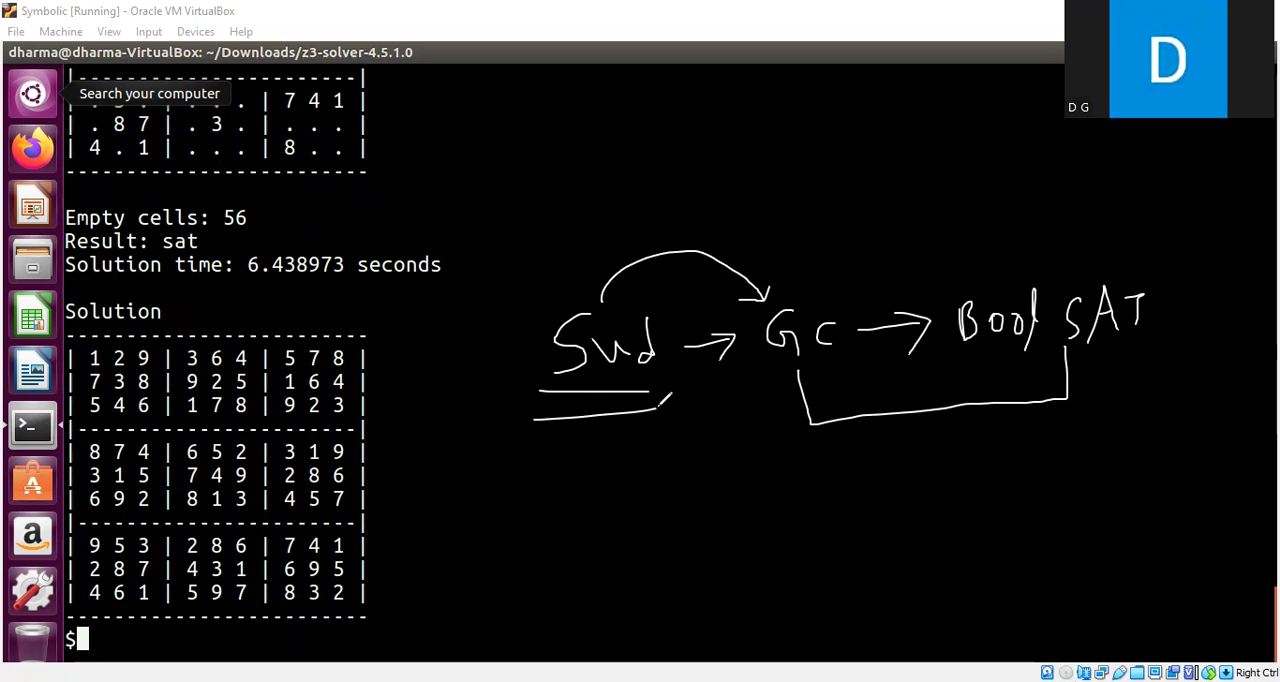 Symbolic [Running] - Oracle VM VirtualBox
File Machine View Input Devices Help
dharma@dharma-VirtualBox: ~/Downloads/z3-solver-4.5.1.0
D
D G
Search your computer
|-----------------------|
. | 7 4 1 |
| . 8 7 | . 3 . | . . . |
| 4 . 1 | . . . | 8 . . |
-------------------------
Empty cells: 56
Result: sat
Solution time: 6.438973 seconds
Solution
-------------------------
| 1 2 9 | 3 6 4 | 5 7 8 |
| 7 3 8 | 9 2 5 | 1 6 4 |
| 5 4 6 | 1 7 8 | 9 2 3 |
|-----------------------|
| 8 7 4 | 6 5 2 | 3 1 9 |
| 3 1 5 | 7 4 9 | 2 8 6 |
| 6 9 2 | 8 1 3 | 4 5 7 |
|-----------------------|
| 9 5 3 | 2 8 6 | 7 4 1 |
| 2 8 7 | 4 3 1 | 6 9 5 |
| 4 6 1 | 5 9 7 | 8 3 2 |
-------------------------
$
Sud → GC → Bool SAT
a
Right Ctrl